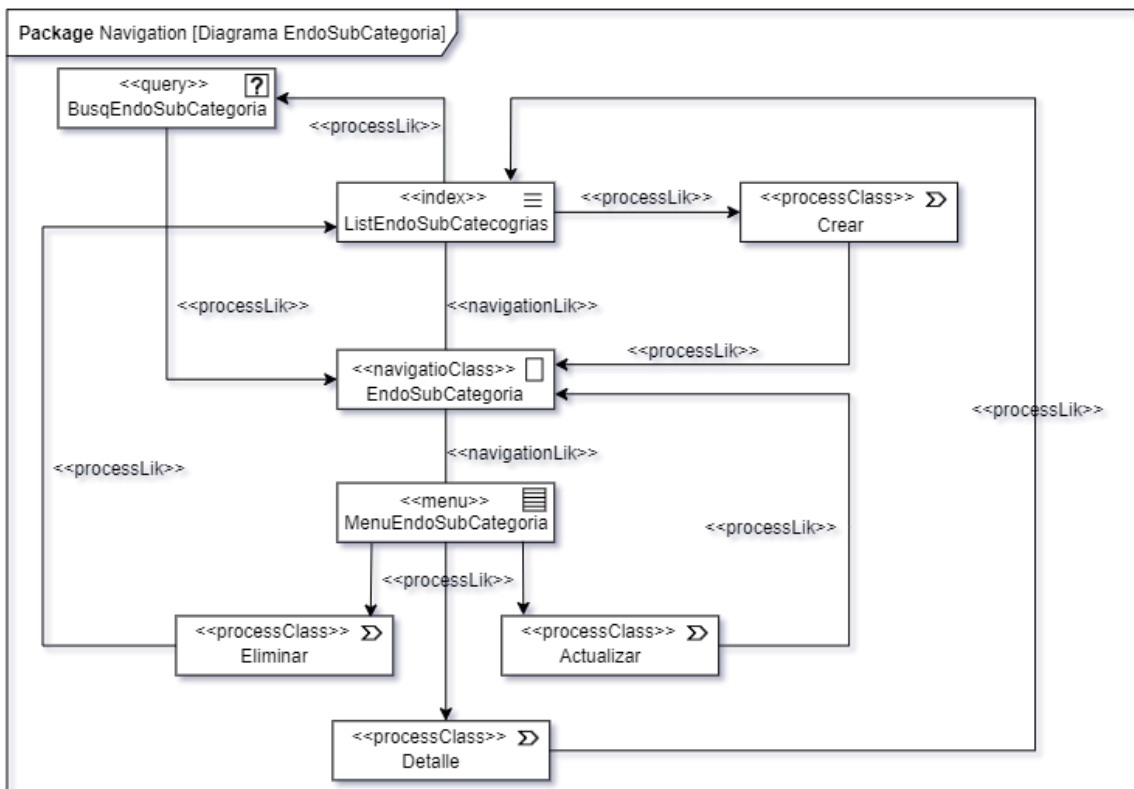 Package Navigation [Diagrama EndoSubCategoria]
<<query>>
?
BusqEndoSubCategoria
<<processLik>>
<<index>>
ListEndoSubCatecogrias
<<processLik>>
<<processClass>>
Crear
<<processLik>>
<<navigationLik>>
<<processLik>>
<<navigatioClass>>
EndoSubCategoria
<<processLik>>
<<navigationLik>>
<<processLik>>
<<menu>>
MenuEndoSubCategoria
<<processLik>>
<<processLik>>
<<processClass>>
Eliminar
<<processClass>>
Actualizar
<<processClass>>
Detalle